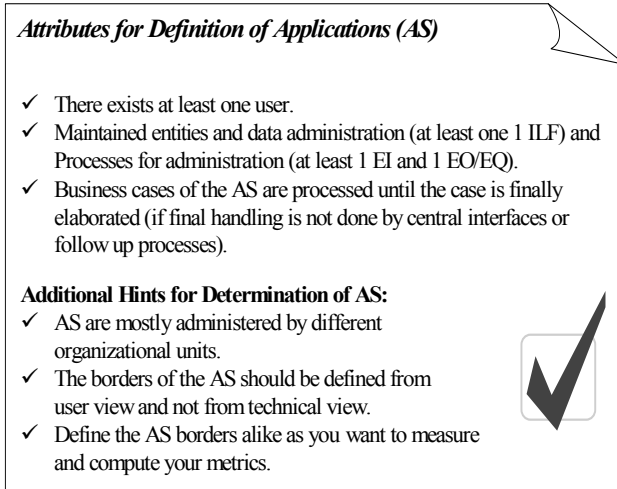 Attributes for Definition of Applications (AS)
✓ There exists at least one user.
✓ Maintained entities and data administration (at least one 1 ILF) and
Processes for administration (at least 1 EI and 1 EO/EQ).
✓ Business cases of the AS are processed until the case is finally
elaborated (if final handling is not done by central interfaces or
follow up processes).
Additional Hints for Determination of AS:
✓ AS are mostly administered by different
organizational units.
✓ The borders of the AS should be defined from
user view and not from technical view.
✓ Define the AS borders alike as you want to measure
and compute your metrics.